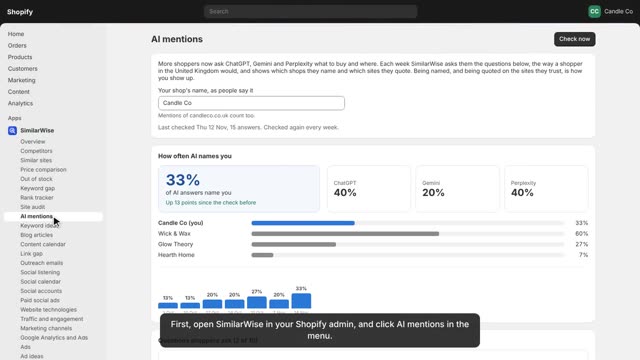 Shopify
Search
CC Candle Co
Home
Orders
Products
Customers
Marketing
Content
Analytics
Apps
SimilarWise
Overview
Competitors
Similar sites
Price comparison
Out of stock
Keyword gap
Rank tracker
Site audit
AI mentions
Keyword ideas
Blog articles
Content calendar
Link gap
Outreach emails
Social listening
Social calendar
Social accounts
Paid social ads
Website technologies
Traffic and engagement
Marketing channels
Google Analytics and Ads
Ads
Ad ideas
AI mentions
Check now
More shoppers now ask ChatGPT, Gemini and Perplexity what to buy and where. Each week SimilarWise asks them the questions below, the way a shopper
in the United Kingdom would, and shows which shops they name and which sites they quote. Being named, and being quoted on the sites they trust, is how
you show up.
Your shop's name, as people say it
Candle Co
Mentions of candleco.co.uk count too.
Last checked Thu 12 Nov, 15 answers. Checked again every week.
How often AI names you
33%
of AI answers name you
Up 13 points since the check before
ChatGPT
40%
Gemini
20%
Perplexity
40%
Candle Co (you) 33%
Wick & Wax 60%
Glow Theory 27%
Hearth Home 7%
13% 13% 20% 20% 27% 20% 33%
First, open SimilarWise in your Shopify admin, and click AI mentions in the
menu.